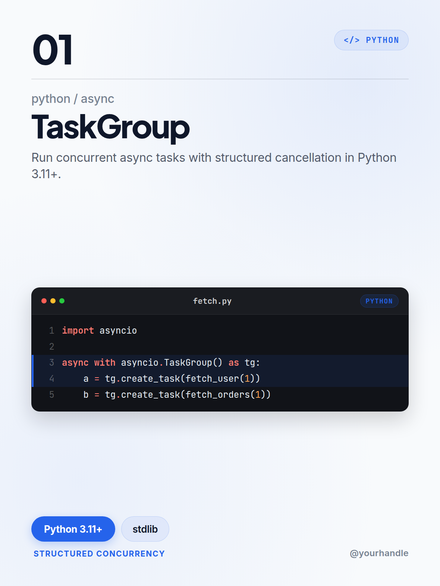 01
</> PYTHON
python / async
TaskGroup
Run concurrent async tasks with structured cancellation in Python
3.11+.
fetch.py
PYTHON
1 import asyncio
2
3 async with asyncio.TaskGroup() as tg:
4     a = tg.create_task(fetch_user(1))
5     b = tg.create_task(fetch_orders(1))
Python 3.11+
stdlib
STRUCTURED CONCURRENCY
@yourhandle